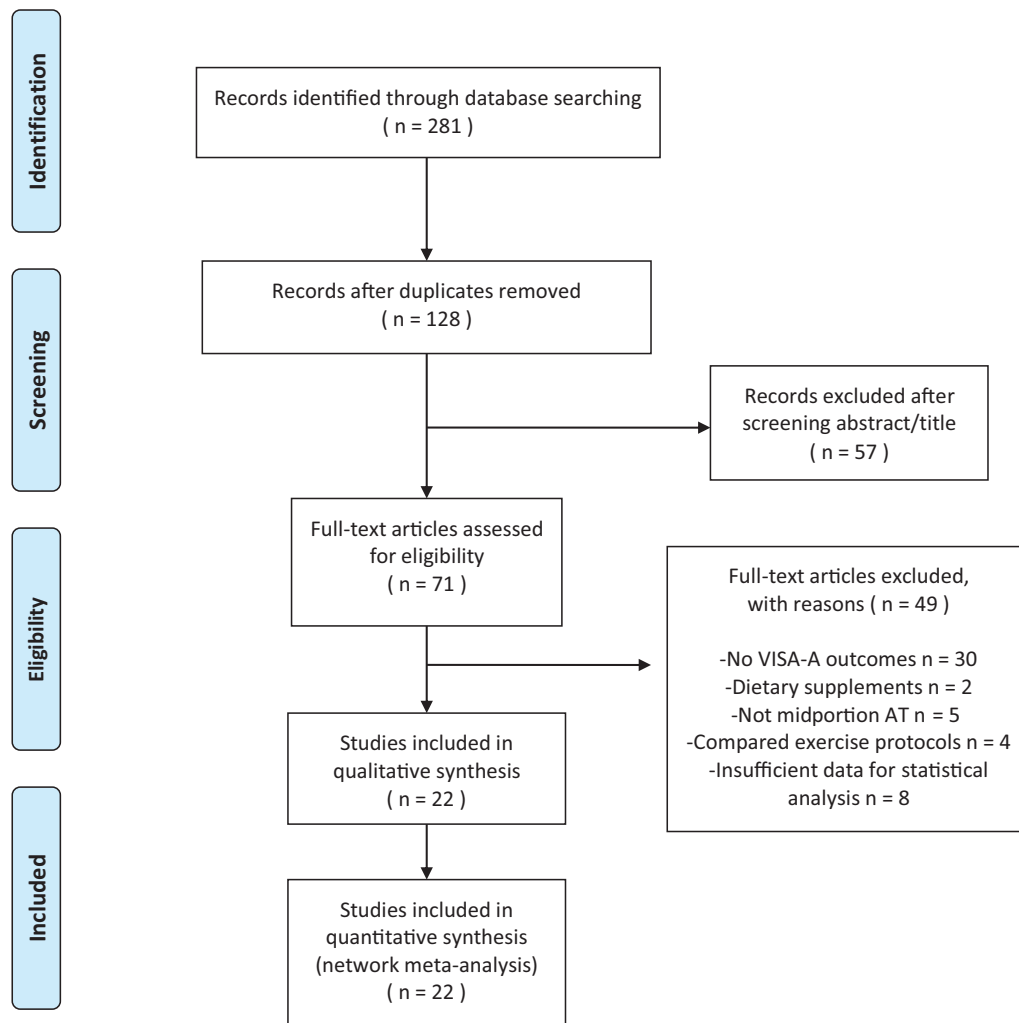 Identification
Records identified through database searching
( n = 281 )
Records after duplicates removed
( n = 128 )
Screening
Records excluded after
screening abstract/title
( n = 57 )
Full-text articles assessed
for eligibility
( n = 71 )
Eligibility
Full-text articles excluded,
with reasons ( n = 49 )
-No VISA-A outcomes n = 30
-Dietary supplements n = 2
-Not midportion AT n = 5
-Compared exercise protocols n = 4
-Insufficient data for statistical
analysis n = 8
Studies included in
qualitative synthesis
( n = 22 )
Included
Studies included in
quantitative synthesis
(network meta-analysis)
( n = 22 )